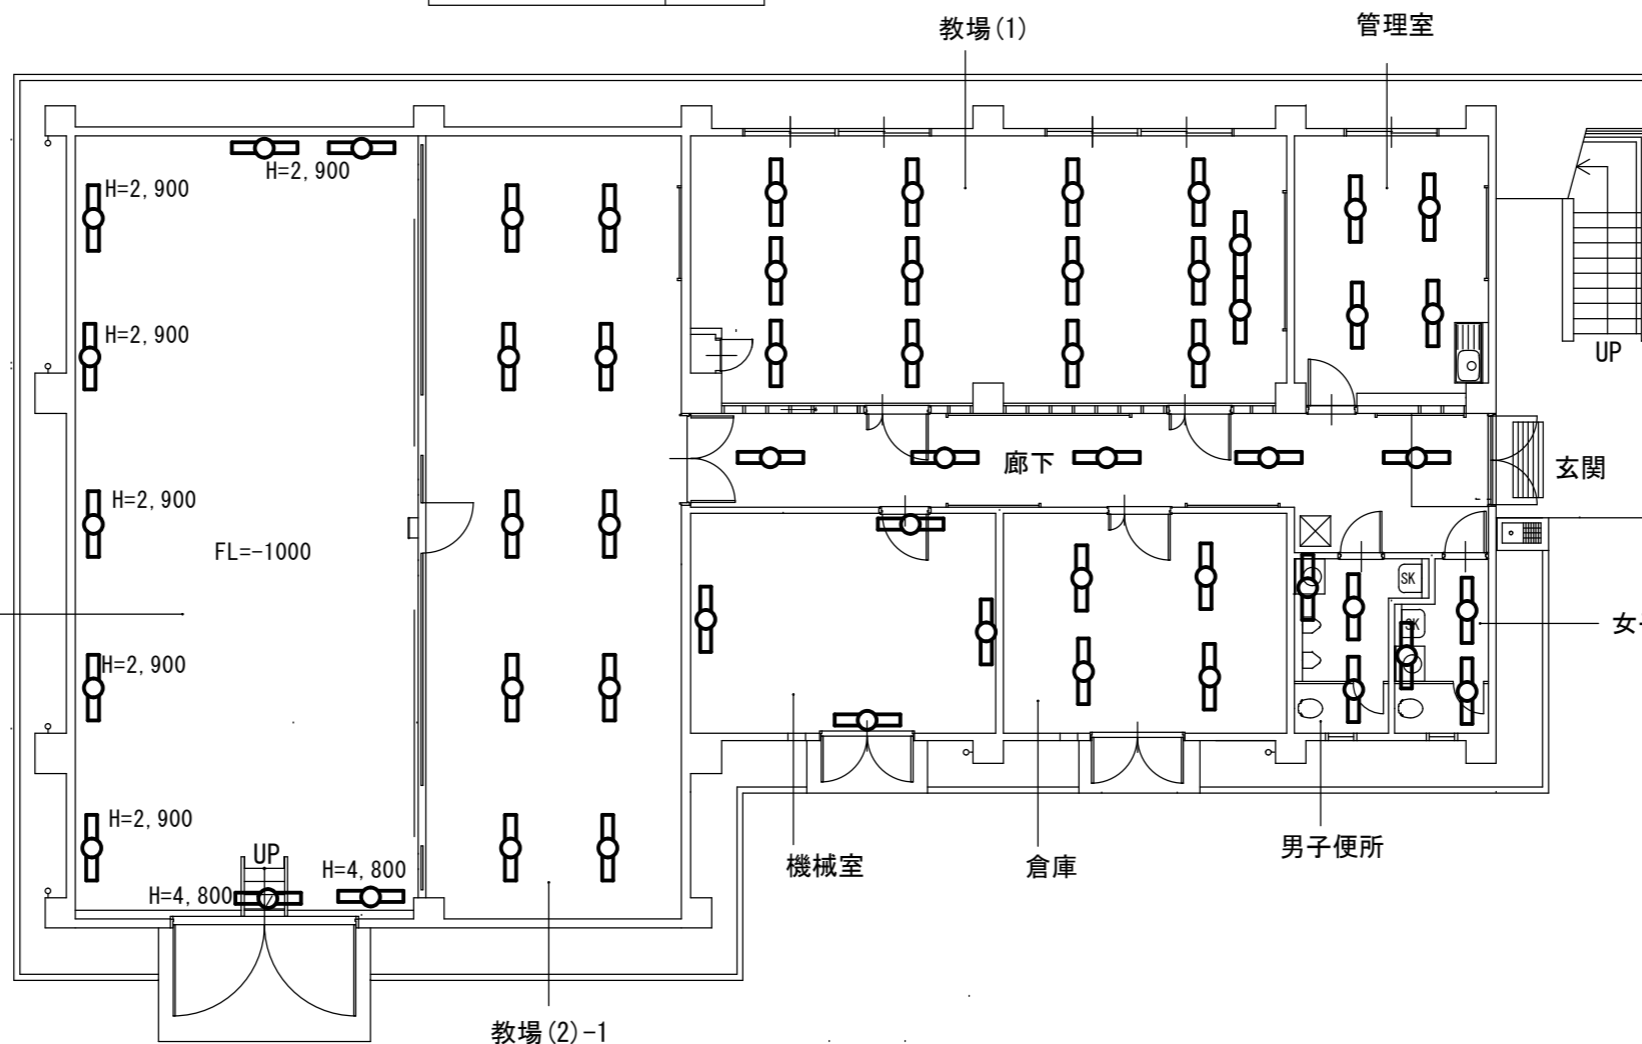 教場(1)
管理室
H=2,900
H=2,900
H=2,900
UP
廊下
玄関
H=2,900
FL=-1000
SK
SK
女
H=2,900
H=2,900
UP
H=4,800
H=4,800
機械室
倉庫
男子便所
教場(2)-1